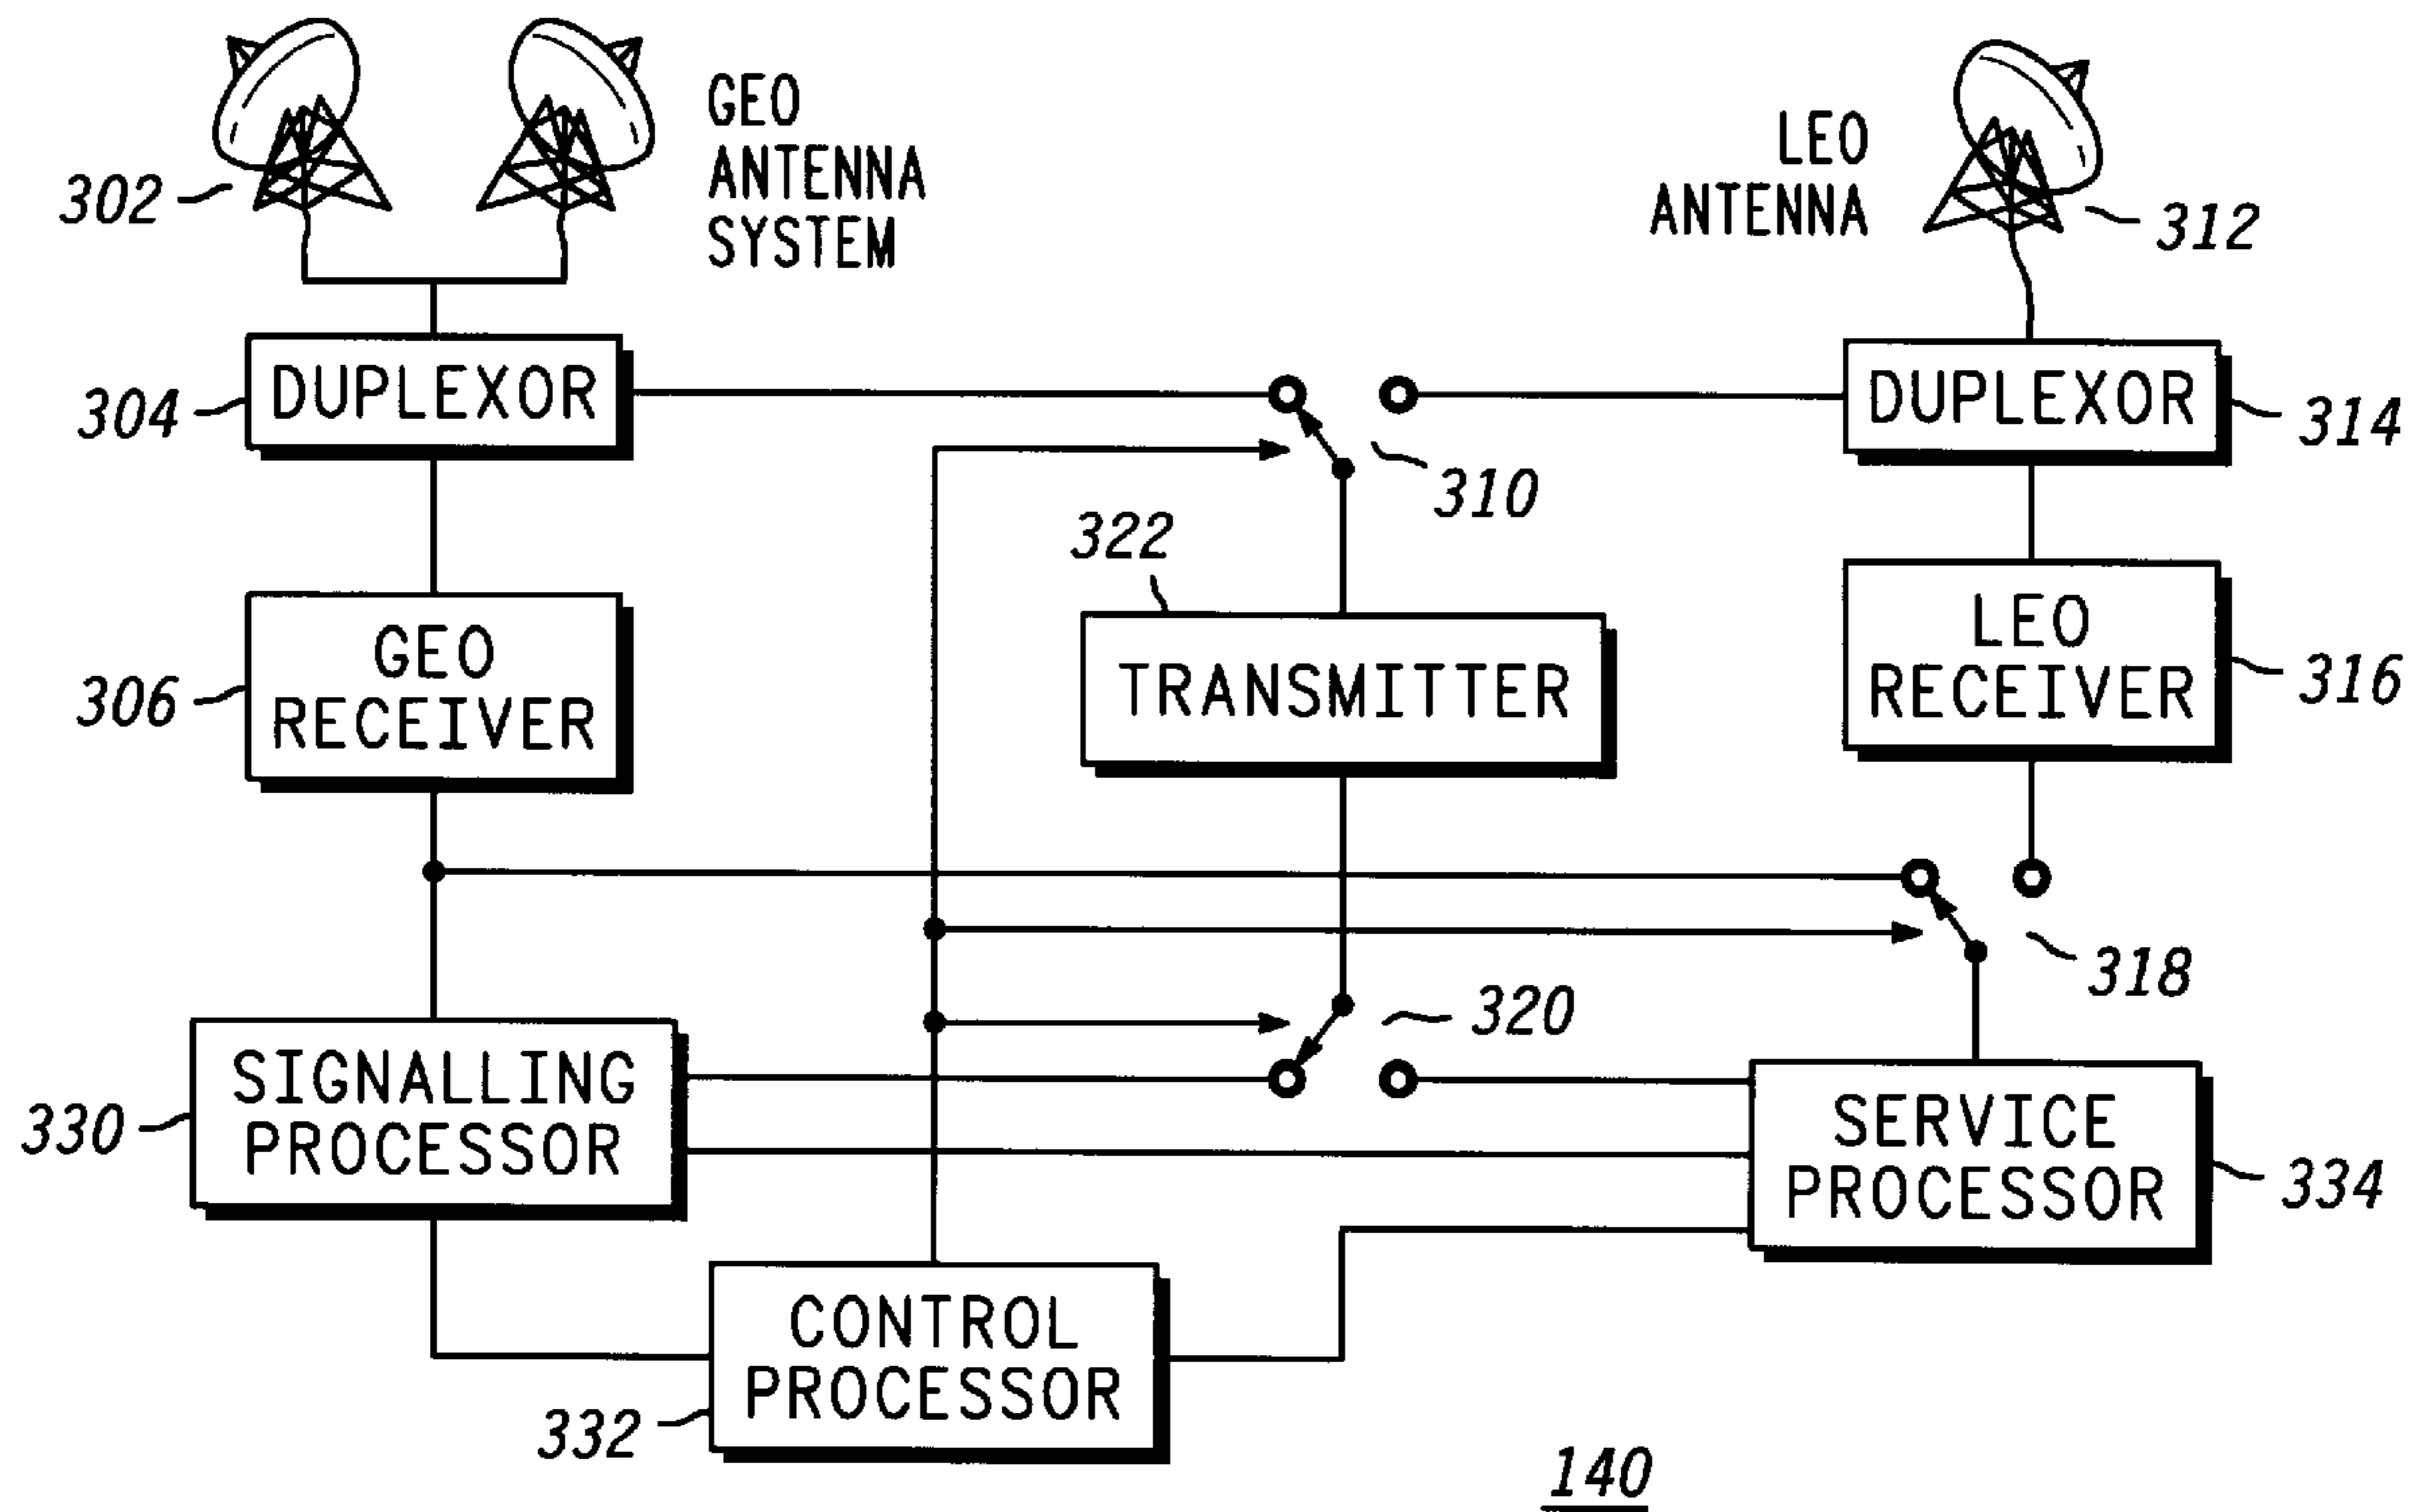 GEO
ANTENNA
SYSTEM
302
LEO
ANTENNA
312
DUPLEXOR
304
DUPLEXOR
314
310
322
GEO
RECEIVER
306
TRANSMITTER
LEO
RECEIVER
316
318
320
SIGNALLING
PROCESSOR
330
SERVICE
PROCESSOR
334
CONTROL
PROCESSOR
332
140